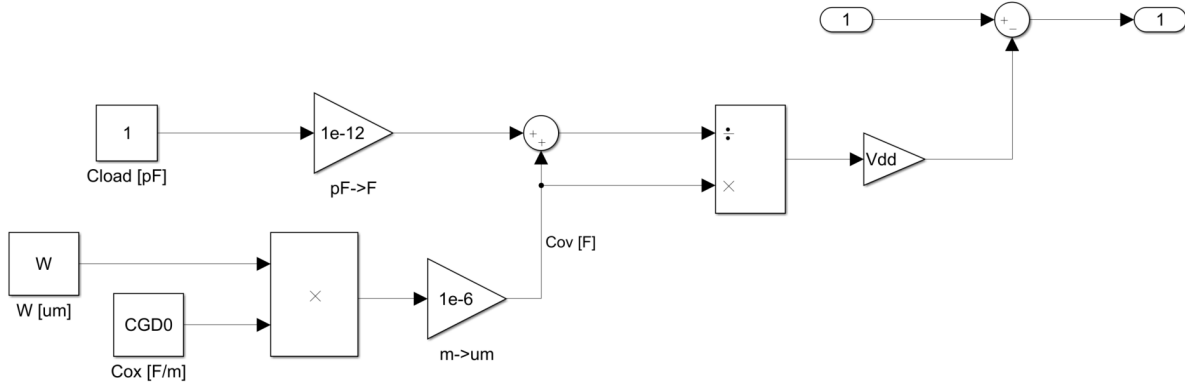 1
1
+
−
1
1e-12
Cload [pF]
pF->F
+
+
÷
×
Vdd
Cov [F]
W
W [um]
CGD0
Cox [F/m]
×
1e-6
m->um